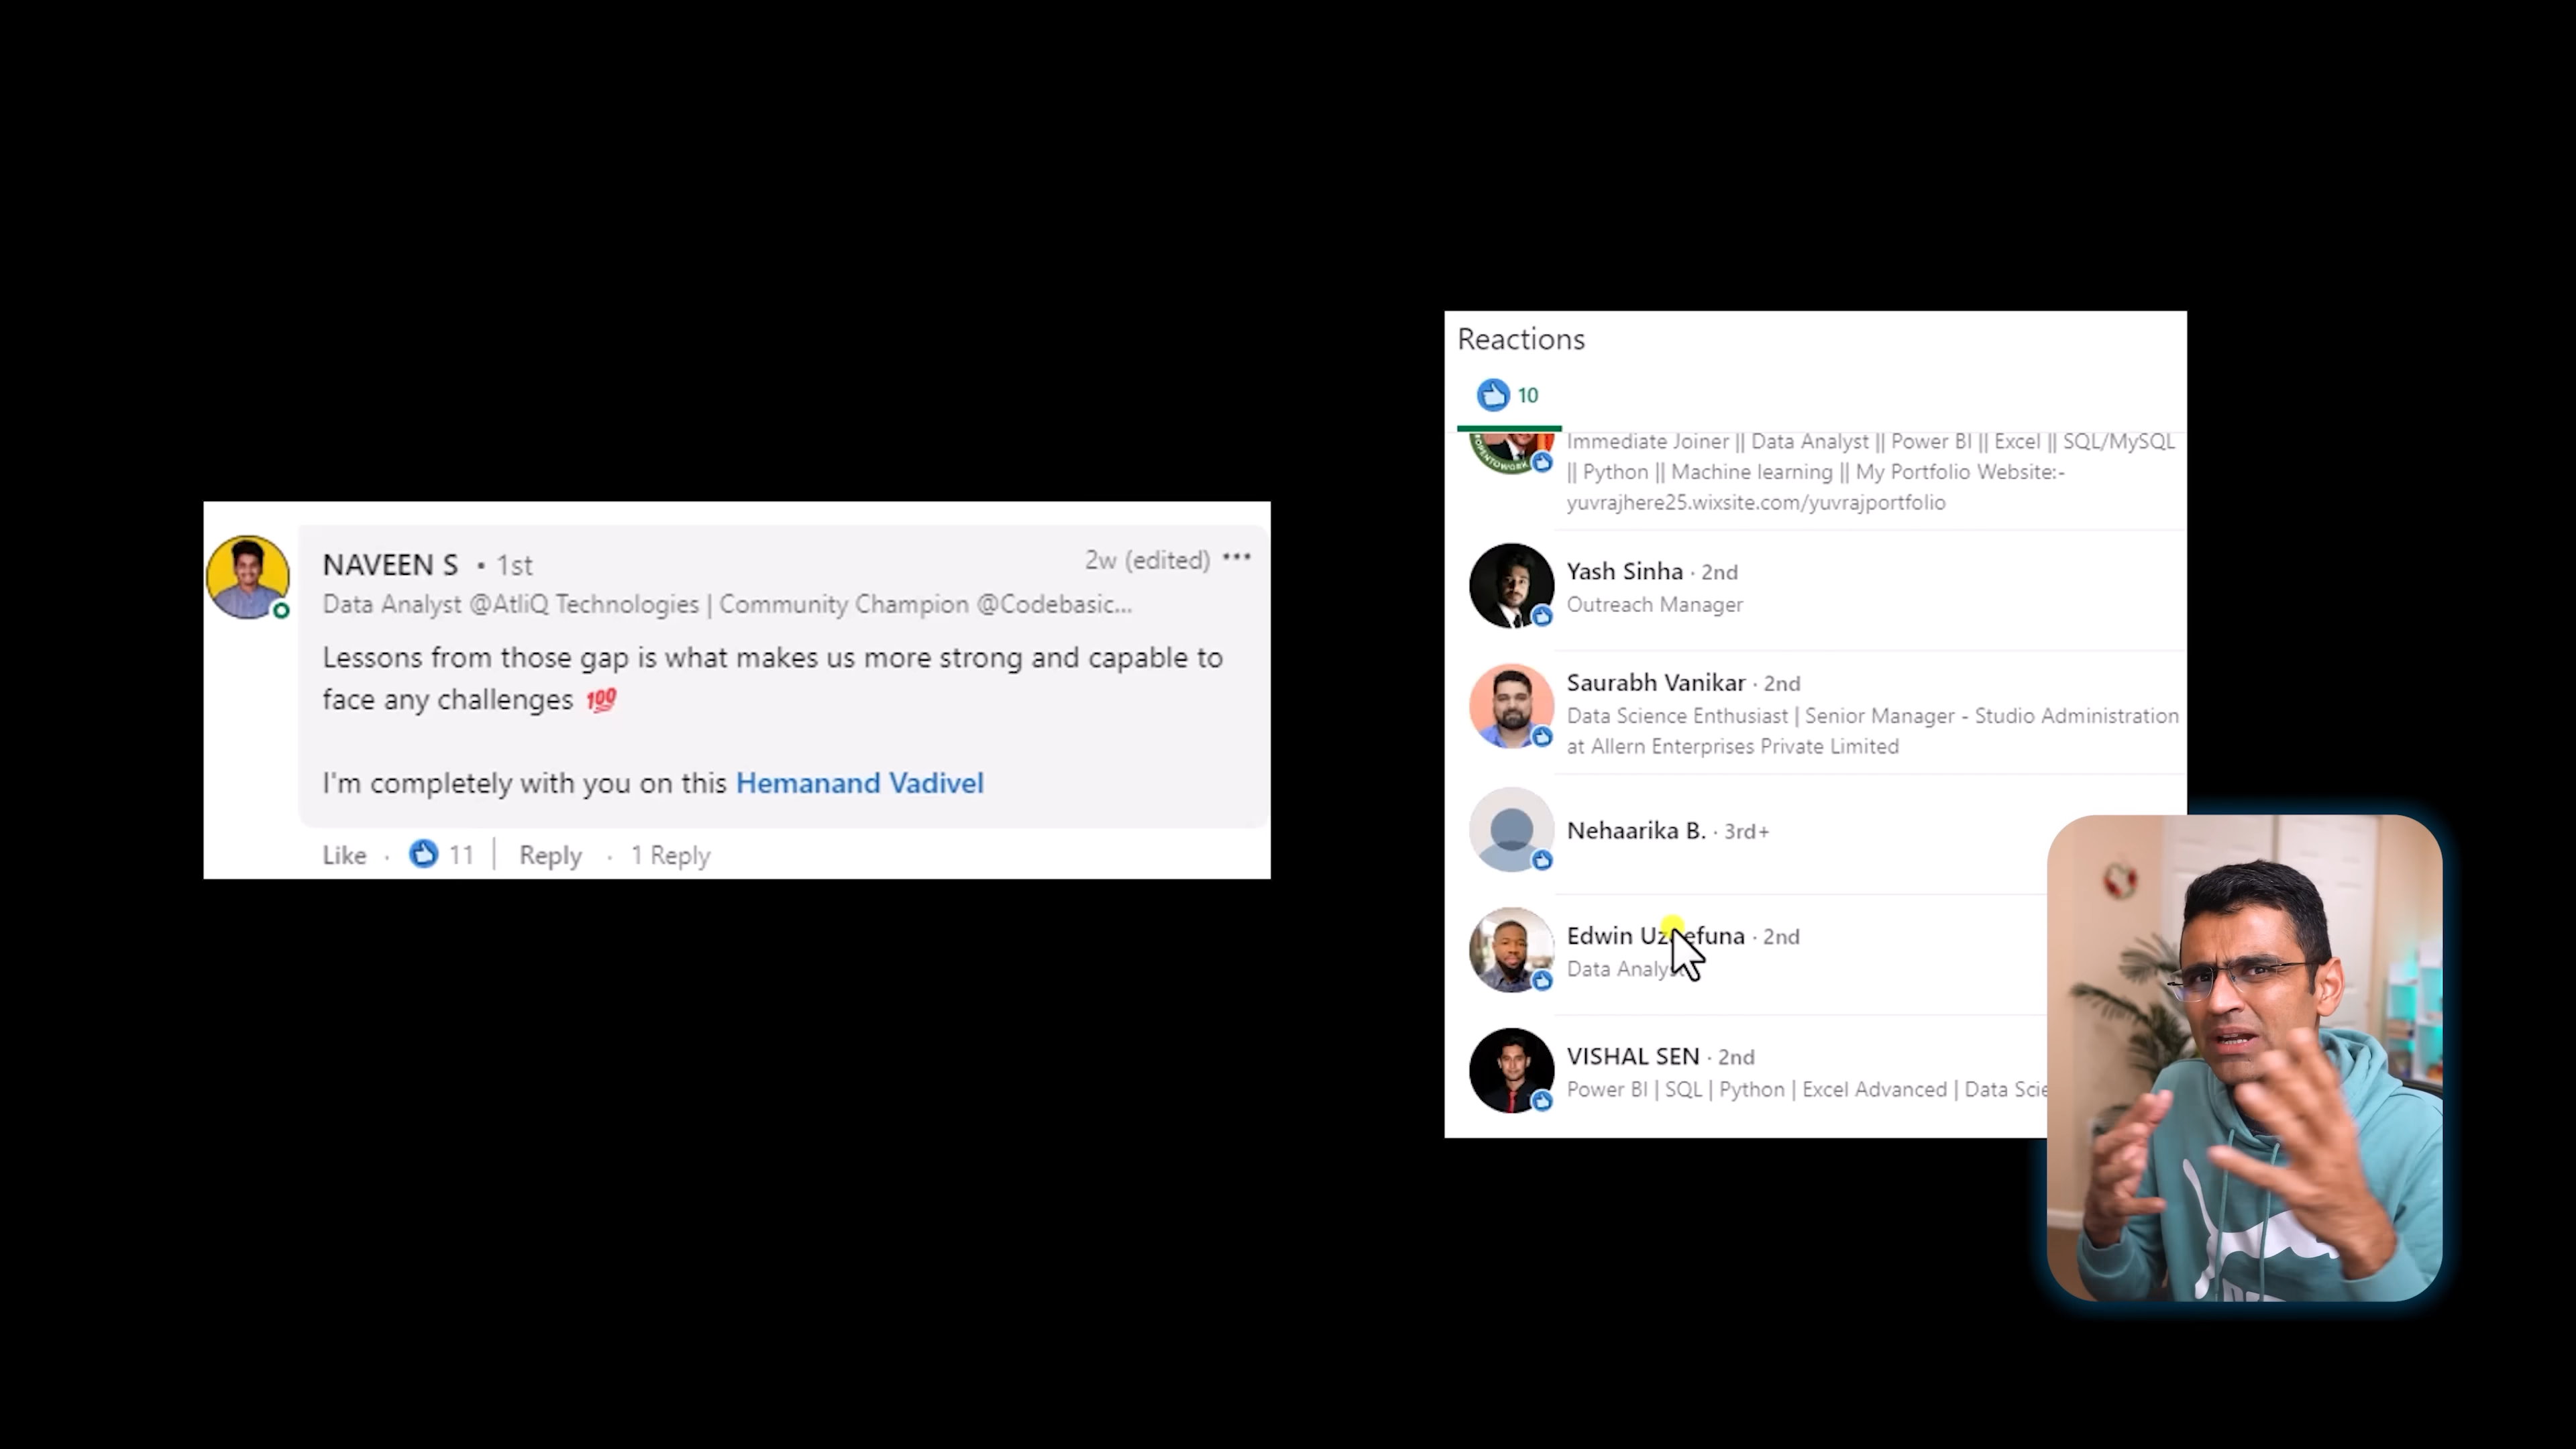 NAVEEN S • 1st
2w (edited) •••
Data Analyst @AtliQ Technologies | Community Champion @Codebasic...
Lessons from those gap is what makes us more strong and capable to
face any challenges 💯
I'm completely with you on this Hemanand Vadivel
Like · 11 | Reply · 1 Reply
Reactions
10
OPENTOWORK
Immediate Joiner || Data Analyst || Power BI || Excel || SQL/MySQL
|| Python || Machine learning || My Portfolio Website:-
yuvrajhere25.wixsite.com/yuvrajportfolio
Yash Sinha · 2nd
Outreach Manager
Saurabh Vanikar · 2nd
Data Science Enthusiast | Senior Manager - Studio Administration
at Allern Enterprises Private Limited
Nehaarika B. · 3rd+
Edwin · 2nd
Data Analyst
VISHAL SEN · 2nd
Power BI | SQL | Python | Excel Advanced | Data Scie